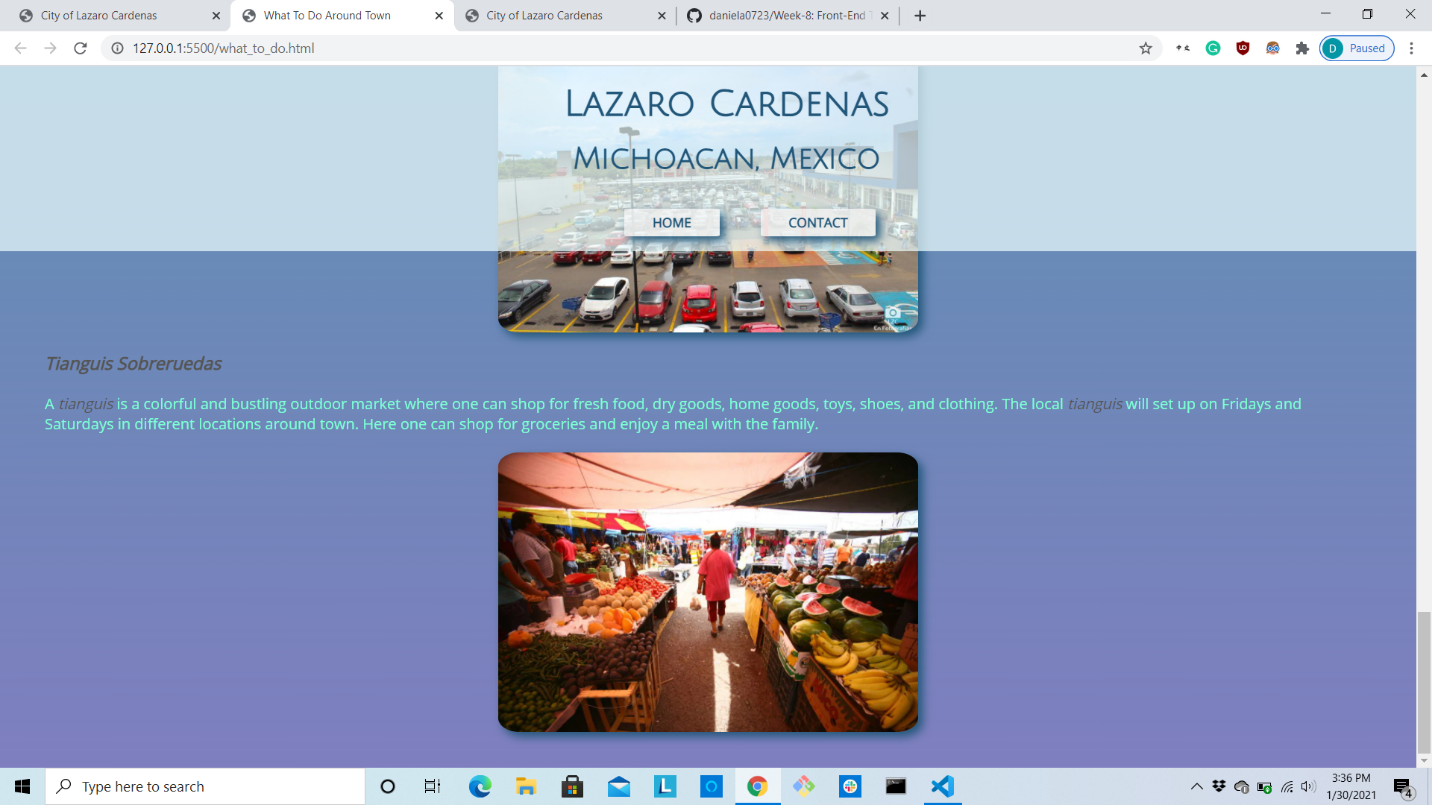 City of Lazaro Cardenas
What To Do Around Town
City of Lazaro Cardenas
daniela0723/Week-8: Front-End
127.0.0.1:5500/what_to_do.html
D Paused
LAZARO CARDENAS
MICHOACAN, MEXICO
HOME
CONTACT
Tianguis Sobreruedas
A tianguis is a colorful and bustling outdoor market where one can shop for fresh food, dry goods, home goods, toys, shoes, and clothing. The local tianguis will set up on Fridays and
Saturdays in different locations around town. Here one can shop for groceries and enjoy a meal with the family.
Type here to search
L
3:36 PM
1/30/2021
4